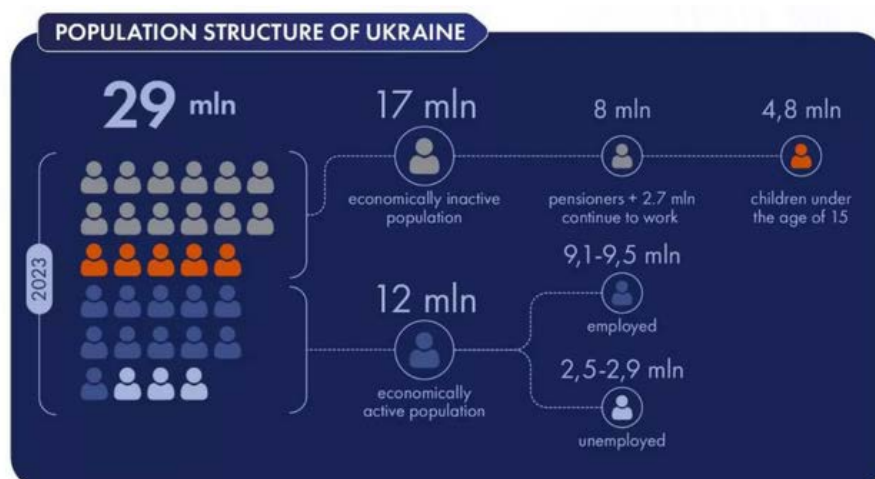 POPULATION STRUCTURE OF UKRAINE
29 mln
2023
17 mln
economically inactive
population
8 mln
pensioners + 2.7 mln
continue to work
4,8 mln
children under
the age of 15
12 mln
economically
active population
9,1-9,5 mln
employed
2,5-2,9 mln
unemployed